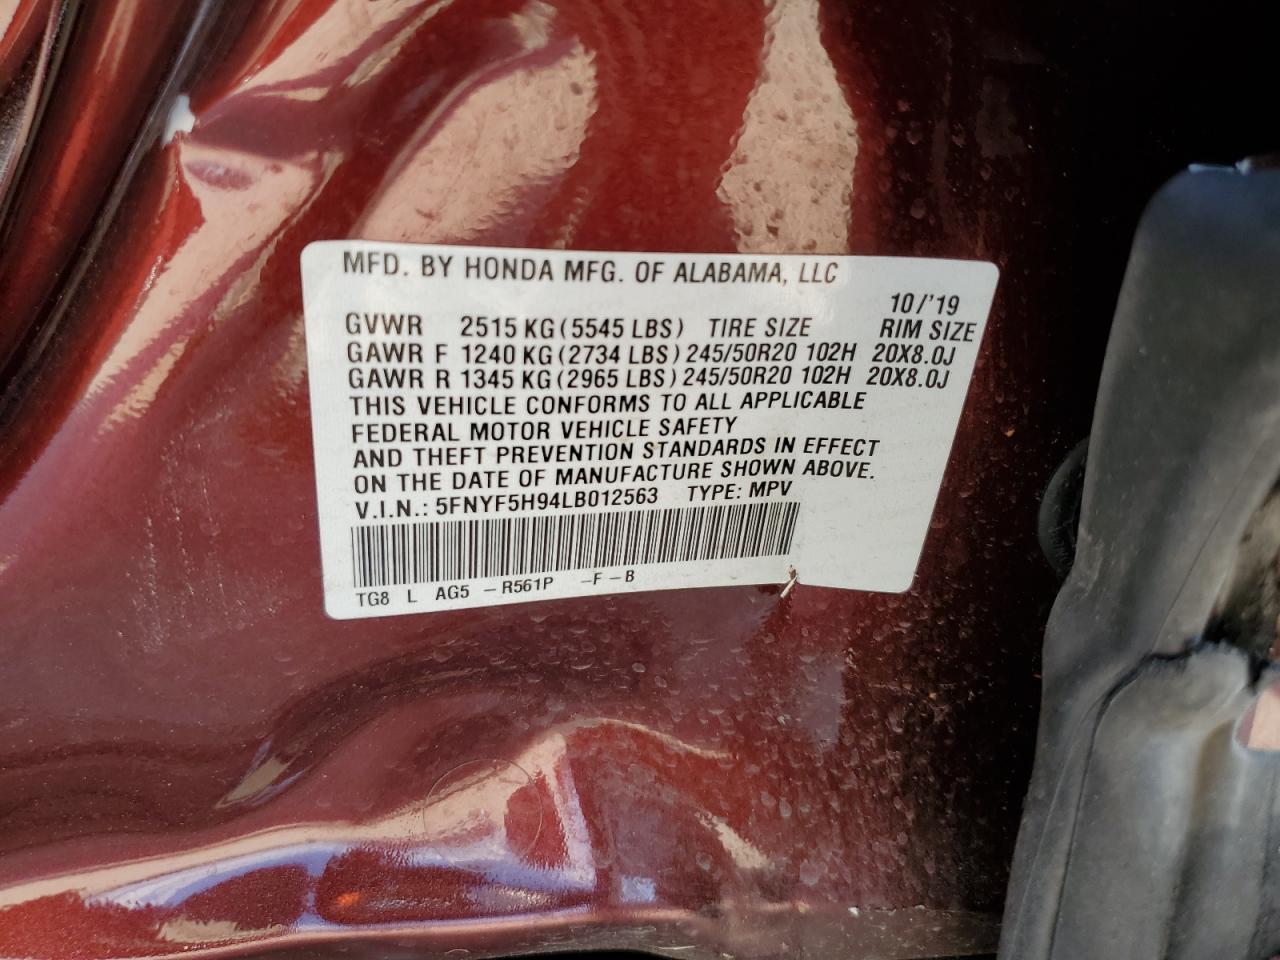 MFD. BY HONDA MFG. OF ALABAMA, LLC
10/'19
GVWR 2515 KG (5545 LBS) TIRE SIZE RIM SIZE
GAWR F 1240 KG (2734 LBS) 245/50R20 102H 20X8.0J
GAWR R 1345 KG (2965 LBS) 245/50R20 102H 20X8.0J
THIS VEHICLE CONFORMS TO ALL APPLICABLE
FEDERAL MOTOR VEHICLE SAFETY
AND THEFT PREVENTION STANDARDS IN EFFECT
ON THE DATE OF MANUFACTURE SHOWN ABOVE.
V.I.N.: 5FNYF5H94LB012563 TYPE: MPV
TG8 L AG5 -R561P -F-B